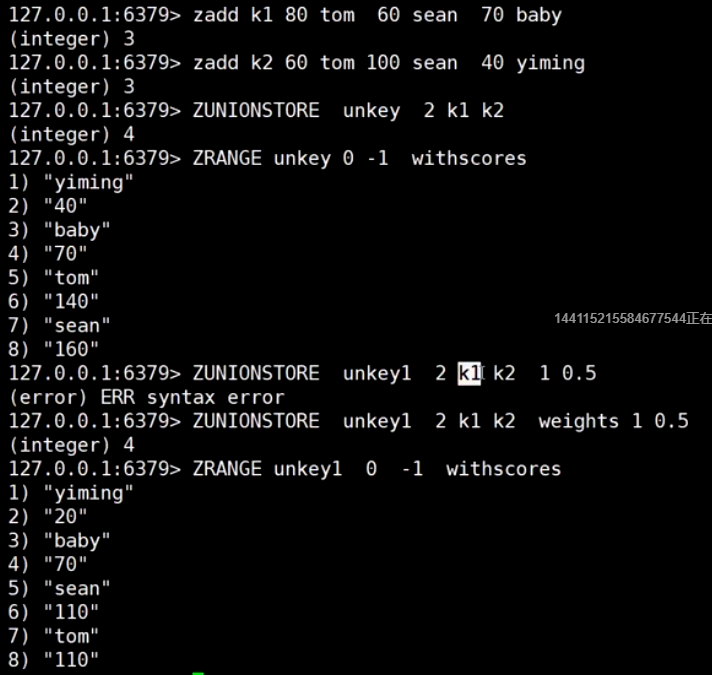 127.0.0.1:6379> zadd k1 80 tom  60 sean  70 baby
(integer) 3
127.0.0.1:6379> zadd k2 60 tom 100 sean  40 yiming
(integer) 3
127.0.0.1:6379> ZUNIONSTORE  unkey  2 k1 k2
(integer) 4
127.0.0.1:6379> ZRANGE unkey 0 -1  withscores
1) "yiming"
2) "40"
3) "baby"
4) "70"
5) "tom"
6) "140"
7) "sean"
8) "160"
144115215584677544正在
127.0.0.1:6379> ZUNIONSTORE  unkey1  2 k1 k2  1 0.5
(error) ERR syntax error
127.0.0.1:6379> ZUNIONSTORE  unkey1  2 k1 k2  weights 1 0.5
(integer) 4
127.0.0.1:6379> ZRANGE unkey1  0  -1  withscores
1) "yiming"
2) "20"
3) "baby"
4) "70"
5) "sean"
6) "110"
7) "tom"
8) "110"